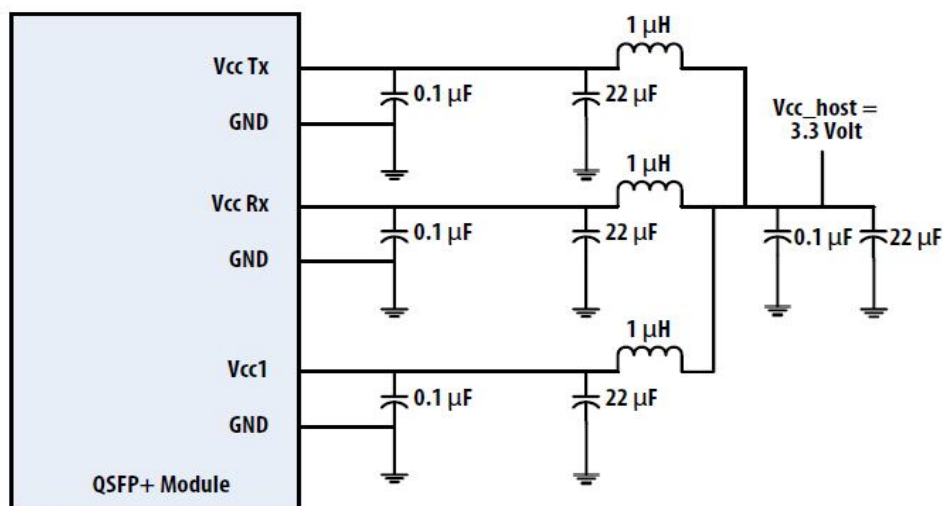 1 µH
Vcc Tx
0.1 µF
22 µF
GND
Vcc_host =
3.3 Volt
1 µH
Vcc Rx
0.1 µF
22 µF
0.1 µF
22 µF
GND
1 µH
Vcc1
0.1 µF
22 µF
GND
QSFP+ Module